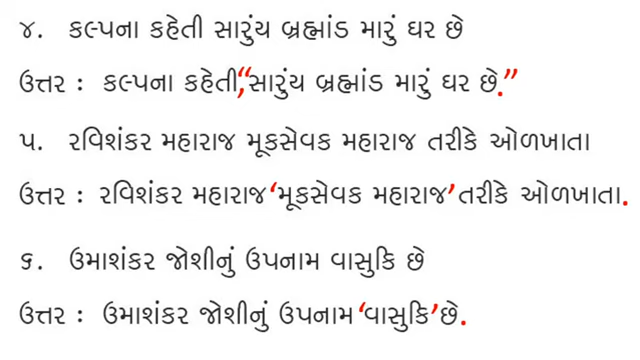 ૪. કલ્પના કહેતી સારુંય બ્રહ્માંડ મારું ઘર છે
ઉત્તર : કલ્પના કહેતી,“સારુંય બ્રહ્માંડ મારું ઘર છે.”
૫. રવિશંકર મહારાજ મૂકસેવક મહારાજ તરીકે ઓળખાતા
ઉત્તર : રવિશંકર મહારાજ ‘મૂકસેવક મહારાજ’ તરીકે ઓળખાતા.
૬. ઉમાશંકર જોશીનું ઉપનામ વાસુકિ છે
ઉત્તર : ઉમાશંકર જોશીનું ઉપનામ ‘વાસુકિ’ છે.